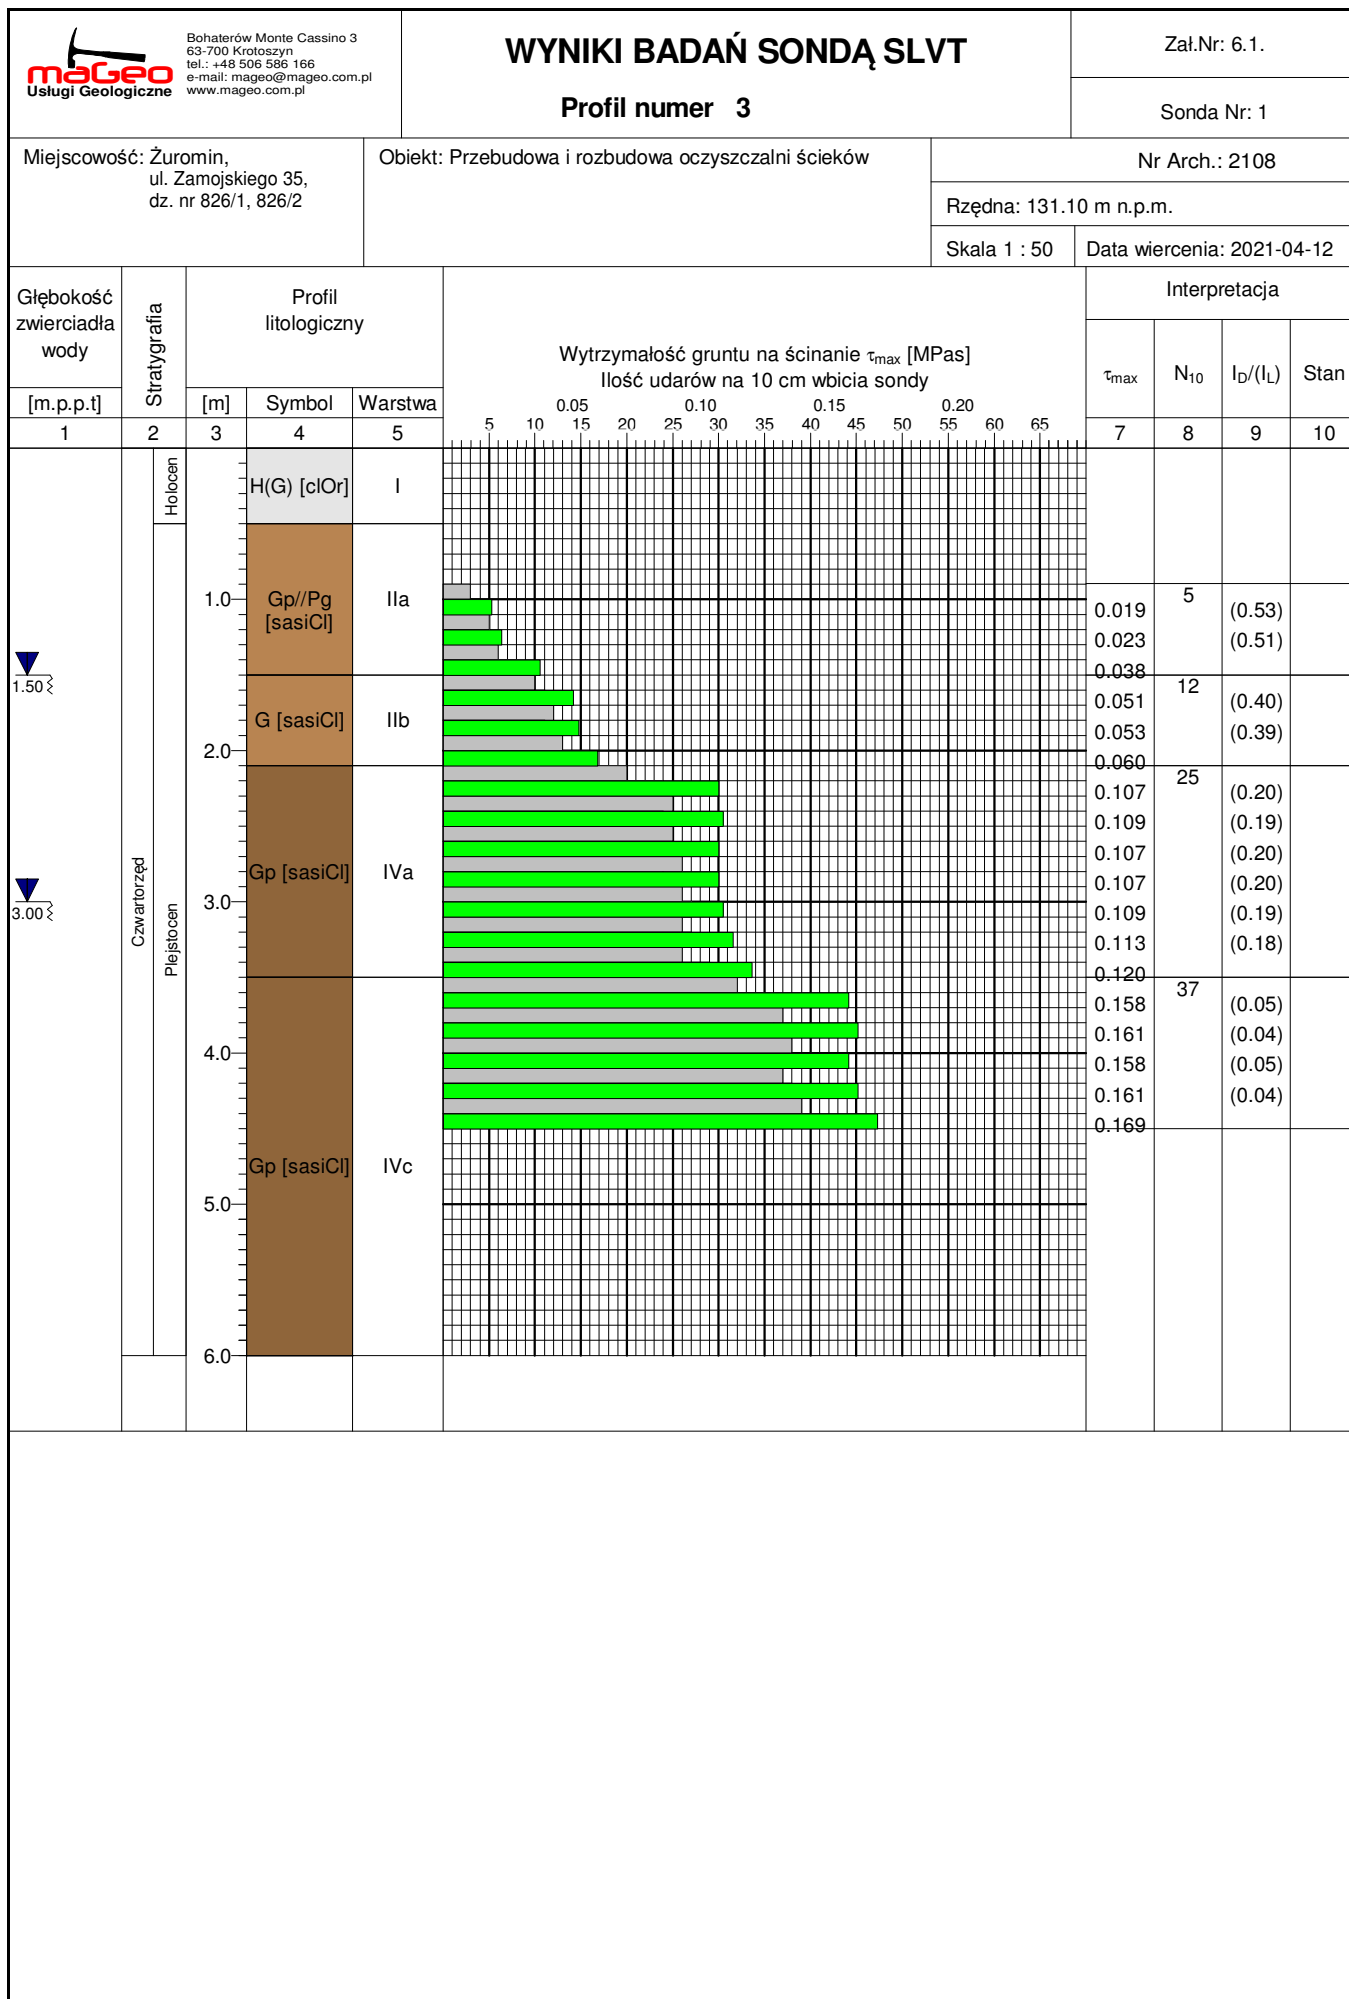 maGeo
Usługi Geologiczne
Bohaterów Monte Cassino 3
63-700 Krotoszyn
tel.: +48 506 586 166
e-mail: mageo@mageo.com.pl
www.mageo.com.pl
WYNIKI BADAŃ SONDĄ SLVT
Profil numer 3
Zał.Nr: 6.1.
Sonda Nr: 1
Miejscowość: Żuromin,
ul. Zamojskiego 35,
dz. nr 826/1, 826/2
Obiekt: Przebudowa i rozbudowa oczyszczalni ścieków
Nr Arch.: 2108
Rzędna: 131.10 m n.p.m.
Skala 1 : 50
Data wiercenia: 2021-04-12
Głębokość
zwierciadła
wody
[m.p.p.t]
Stratygrafia
Profil
litologiczny
[m] Symbol Warstwa
Wytrzymałość gruntu na ścinanie τmax [MPas]
Ilość udarów na 10 cm wbicia sondy
0.05 0.10 0.15 0.20
5 10 15 20 25 30 35 40 45 50 55 60 65
Interpretacja
τmax N10 ID/(IL) Stan
1 2 3 4 5 7 8 9 10
Holocen
H(G) [clOr] I
1.0
Gp//Pg
[sasiCl]
IIa
5
0.019 (0.53)
0.023 (0.51)
0.038
1.50
G [sasiCl] IIb
12
0.051 (0.40)
0.053 (0.39)
2.0
0.060
25
0.107 (0.20)
0.109 (0.19)
0.107 (0.20)
Gp [sasiCl] IVa
0.107 (0.20)
3.00
3.0
0.109 (0.19)
0.113 (0.18)
0.120
Czwartorzęd
Plejstocen
37
0.158 (0.05)
0.161 (0.04)
4.0
0.158 (0.05)
0.161 (0.04)
0.169
Gp [sasiCl] IVc
5.0
6.0